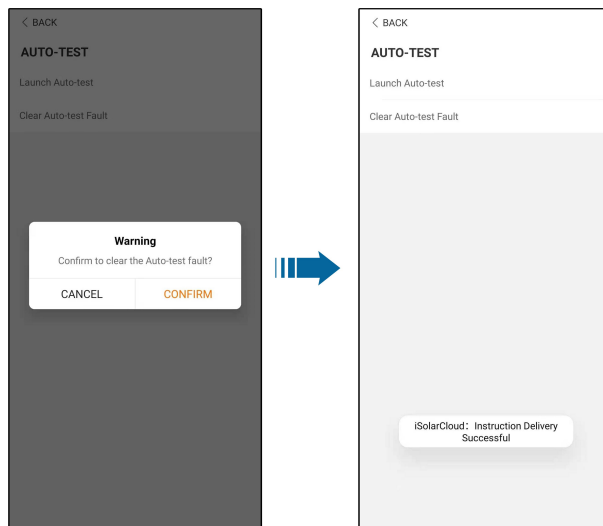 < BACK
AUTO-TEST
Launch Auto-test
Clear Auto-test Fault
Warning
Confirm to clear the Auto-test fault?
CANCEL
CONFIRM
< BACK
AUTO-TEST
Launch Auto-test
Clear Auto-test Fault
iSolarCloud：Instruction Delivery
Successful